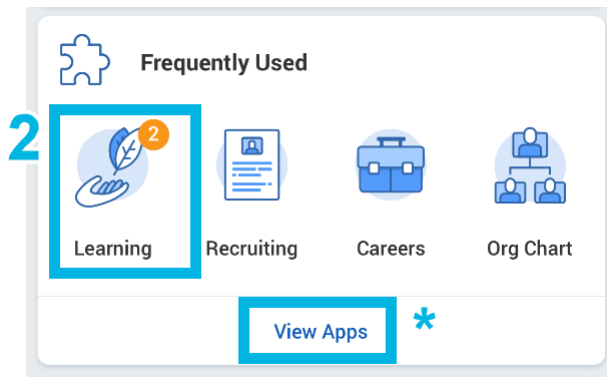 Frequently Used
2
2
Learning
Recruiting
Careers
Org Chart
View Apps
*